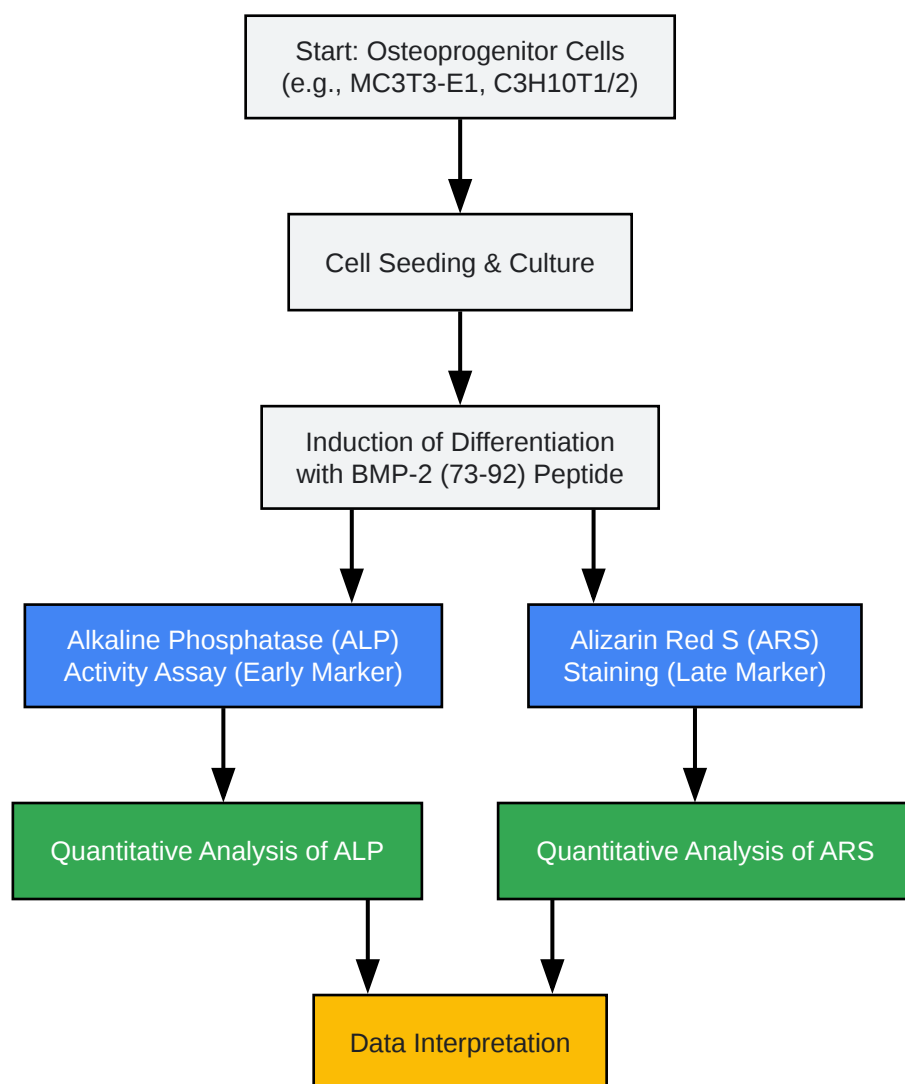 Start: Osteoprogenitor Cells
(e.g., MC3T3-E1, C3H10T1/2)
Cell Seeding & Culture
Induction of Differentiation
with BMP-2 (73-92) Peptide
Alkaline Phosphatase (ALP)
Activity Assay (Early Marker)
Alizarin Red S (ARS)
Staining (Late Marker)
Quantitative Analysis of ALP
Quantitative Analysis of ARS
Data Interpretation